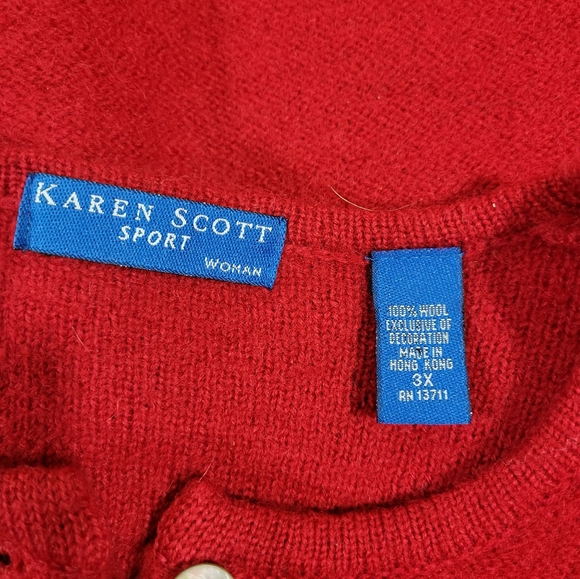 KAREN SCOTT
SPORT
WOMAN
100% WOOL
EXCLUSIVE OF
DECORATION
MADE IN
HONG KONG
3X
RN 13711